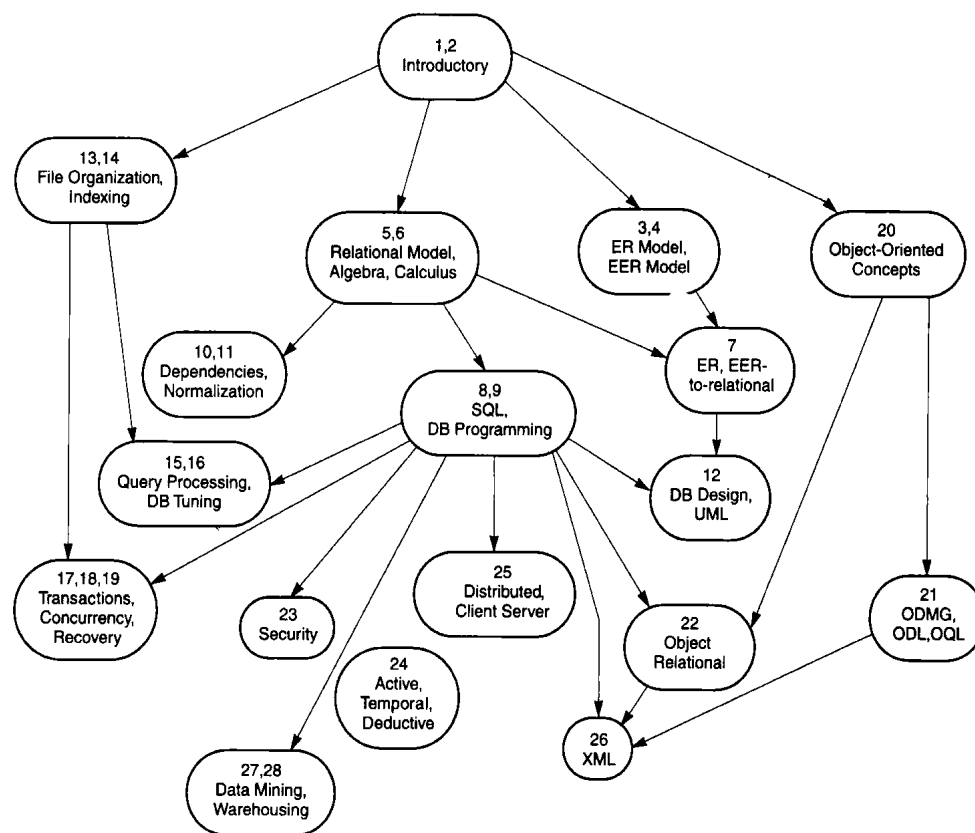 1,2
Introductory
13,14
File Organization,
Indexing
5,6
Relational Model,
Algebra, Calculus
3,4
ER Model,
EER Model
20
Object-Oriented
Concepts
10,11
Dependencies,
Normalization
7
ER, EER-
to-relational
8,9
SQL,
DB Programming
15,16
Query Processing,
DB Tuning
12
DB Design,
UML
17,18,19
Transactions,
Concurrency,
Recovery
23
Security
25
Distributed,
Client Server
22
Object
Relational
21
ODMG,
ODL,OQL
24
Active,
Temporal,
Deductive
26
XML
27,28
Data Mining,
Warehousing